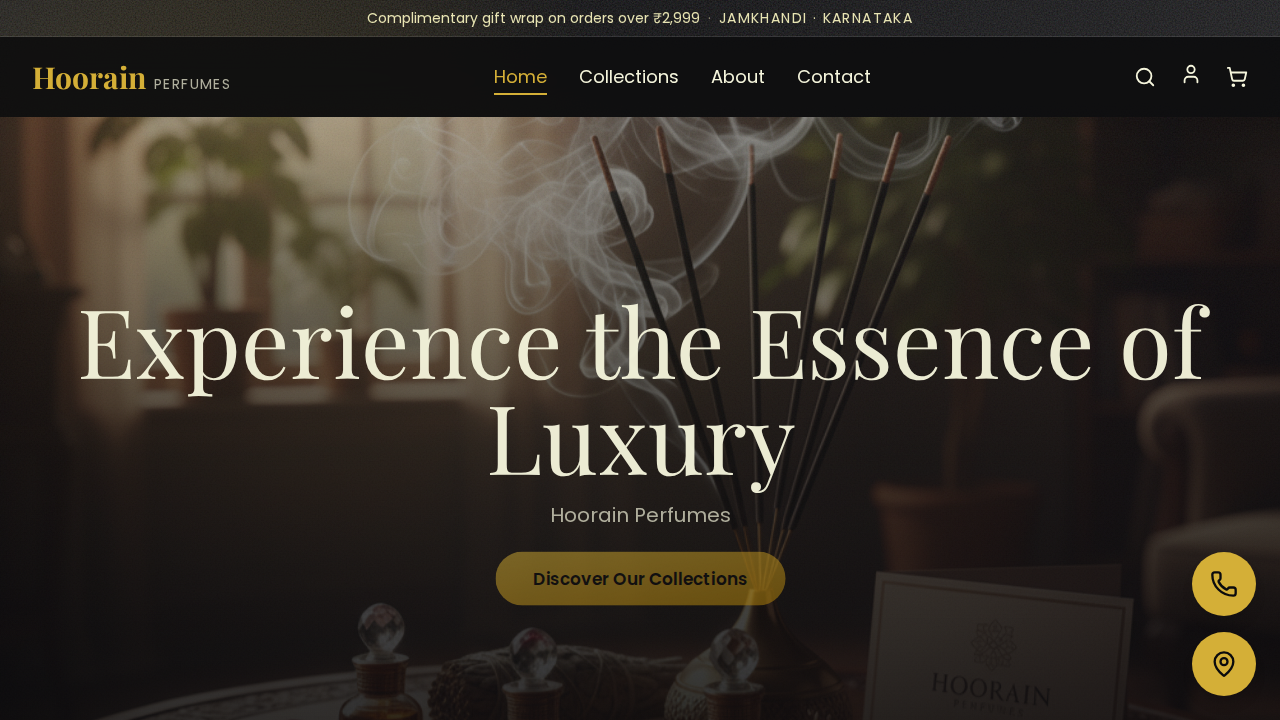 Complimentary gift wrap on orders over ₹2,999 · JAMKHANDI · KARNATAKA
Hoorain PERFUMES
Home
Collections
About
Contact
Experience the Essence of
Luxury
Hoorain Perfumes
Discover Our Collections
HOORAIN
PERFUMES